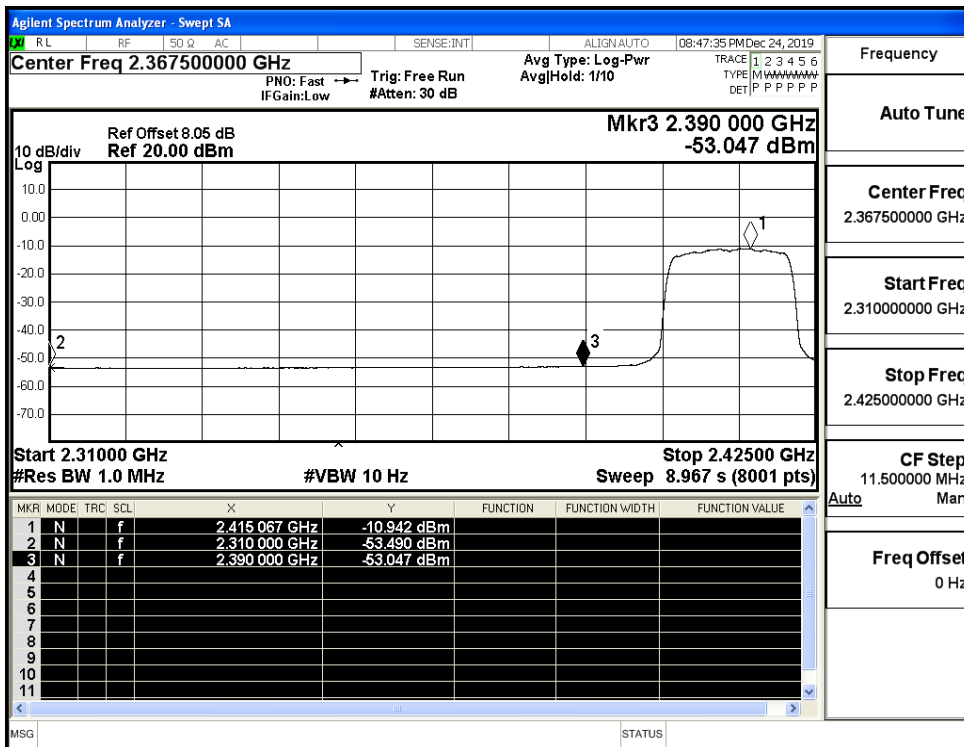 Agilent Spectrum Analyzer - Swept SA
LXI RL RF 50 Ω AC SENSE:INT ALIGN AUTO 08:47:35 PM Dec 24, 2019
Center Freq 2.367500000 GHz
PNO: Fast
IFGain:Low
Trig: Free Run
#Atten: 30 dB
Avg Type: Log-Pwr
Avg|Hold: 1/10
TRACE 1 2 3 4 5 6
TYPE M WWWWW
DET P P P P P P
Ref Offset 8.05 dB
10 dB/div Ref 20.00 dBm
Log
Mkr3 2.390 000 GHz
-53.047 dBm
10.0
0.00
-10.0
-20.0
-30.0
-40.0
-50.0
-60.0
-70.0
1
2
3
Start 2.31000 GHz Stop 2.42500 GHz
#Res BW 1.0 MHz #VBW 10 Hz Sweep 8.967 s (8001 pts)
MKR MODE TRC SCL X Y FUNCTION FUNCTION WIDTH FUNCTION VALUE
1 N f 2.415 067 GHz -10.942 dBm
2 N f 2.310 000 GHz -53.490 dBm
3 N f 2.390 000 GHz -53.047 dBm
4
5
6
7
8
9
10
11
MSG STATUS
Frequency
Auto Tune
Center Freq
2.367500000 GHz
Start Freq
2.310000000 GHz
Stop Freq
2.425000000 GHz
CF Step
11.500000 MHz
Auto Man
Freq Offset
0 Hz